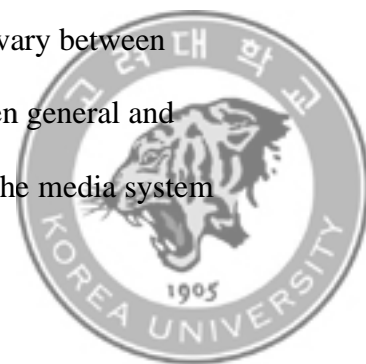 vary between
고려대학교
en general and
he media system
1905
KOREA UNIVERSITY